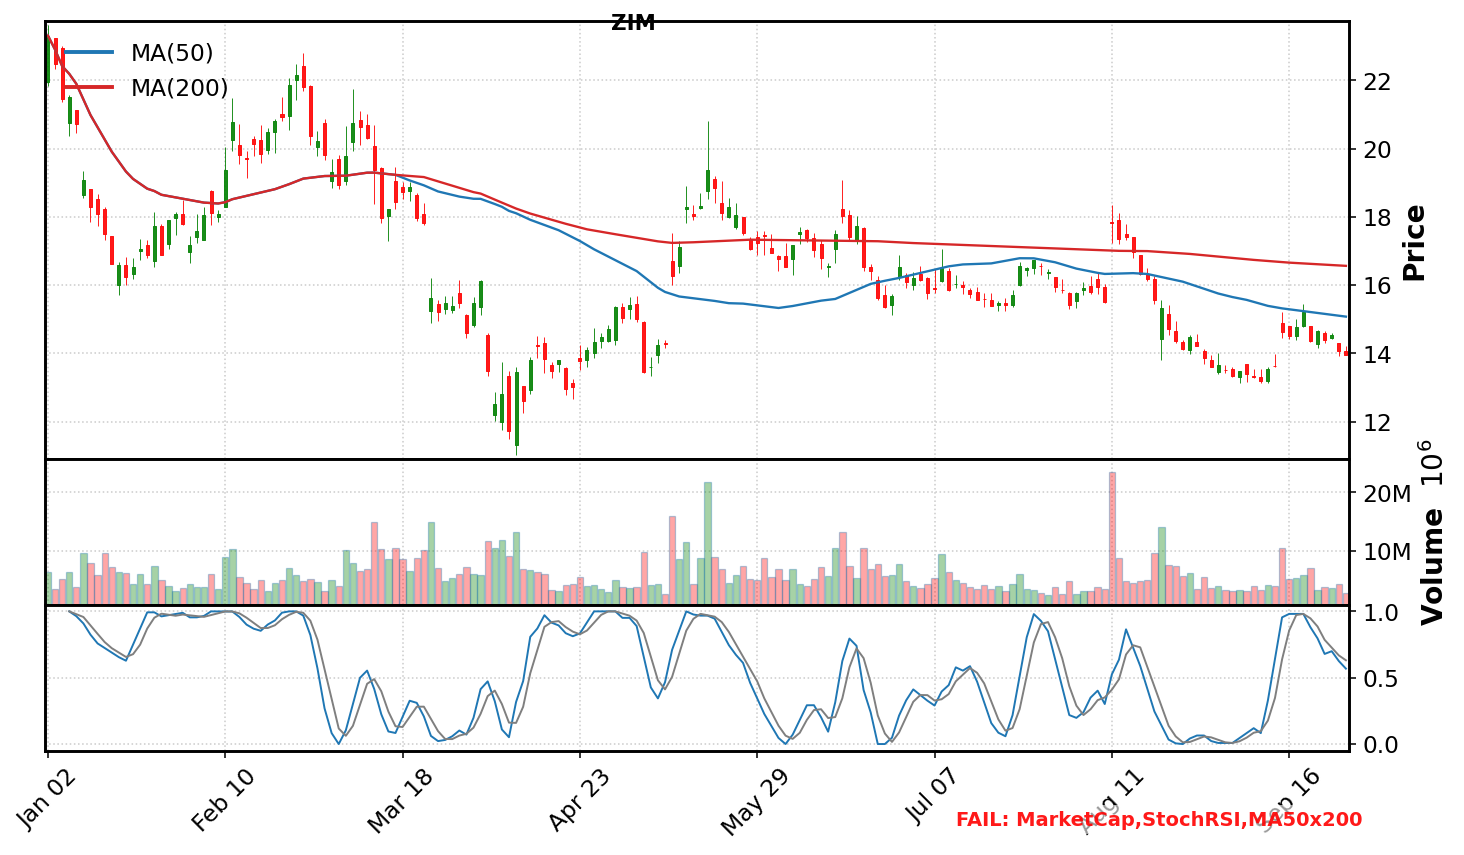 ZIM
MA(50)
MA(200)
22
20
18
16
14
12
Price
20M
10M
Volume 10^6
1.0
0.5
0.0
Jan 02
Feb 10
Mar 18
Apr 23
May 29
Jul 07
Aug 11
Sep 16
FAIL: MarketCap,StochRSI,MA50x200